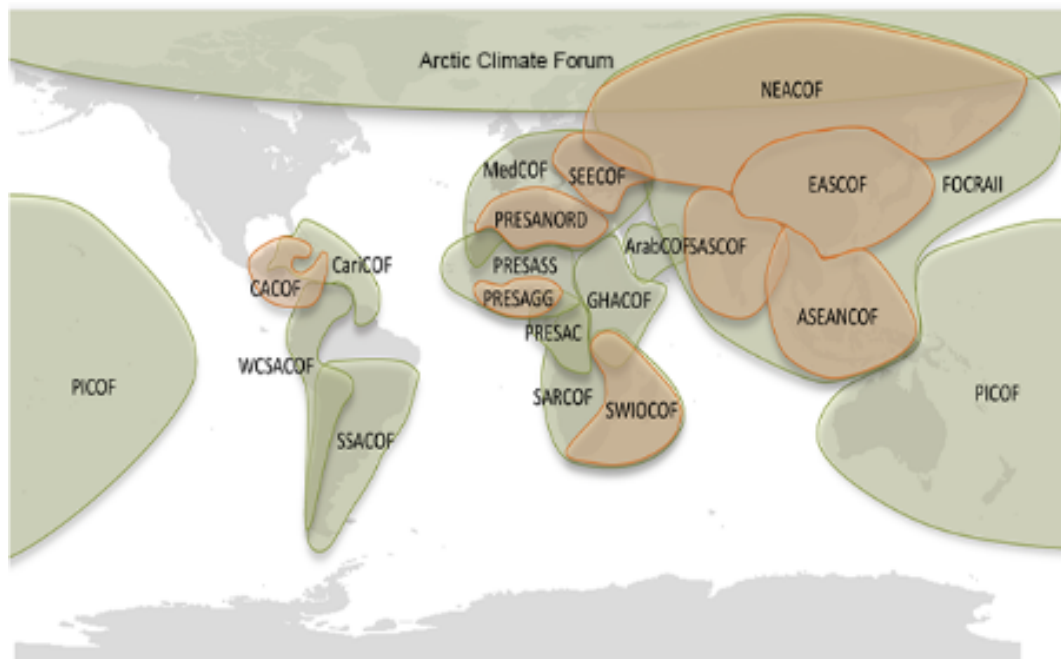 Arctic Climate Forum
NEACOF
MedCOF
SEECOF
EASCOF
FOCRAII
PRESANORD
ArabCOF
SASCOF
CariCOF
PRESASS
CACOF
PRESAGG
GHACOF
ASEANCOF
PRESAC
WCSACOF
PICOF
SARCOF
SWIOCOF
PICOF
SSACOF